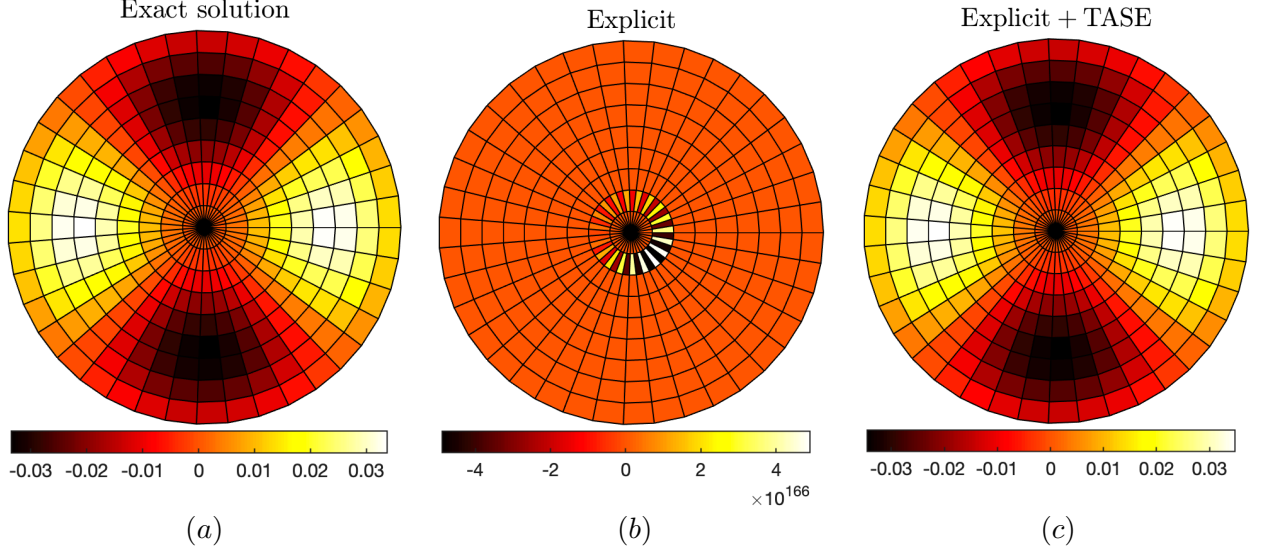 Exact solution
Explicit
Explicit + TASE
-0.03 -0.02 -0.01 0 0.01 0.02 0.03
-4 -2 0 2 4
×10^166
-0.03 -0.02 -0.01 0 0.01 0.02 0.03
(a)
(b)
(c)